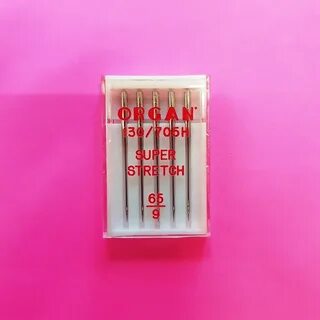 ORGAN
130/705H
SUPER
STRETCH
65
9